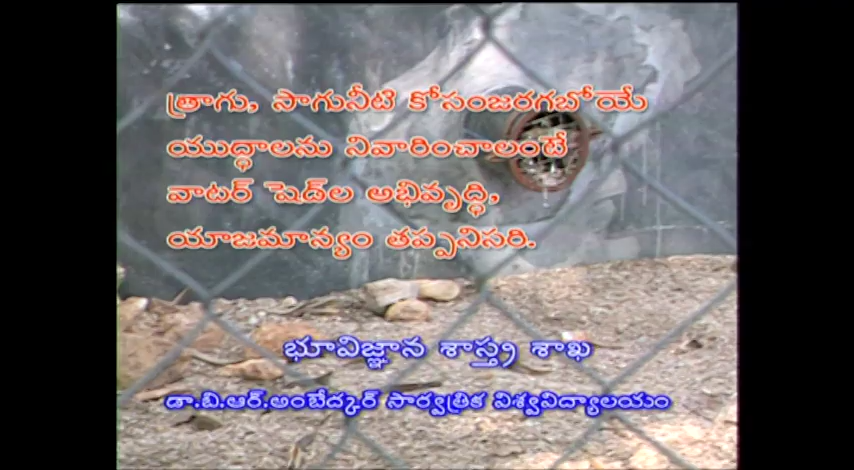 త్రాగు, సాగునీటి కోసంజరగబోయే
యుద్ధాలను నివారించాలంటే
వాటర్ షెడ్‌ల అభివృద్ధి,
యాజమాన్యం తప్పనిసరి.
భూవిజ్ఞాన శాస్త్ర శాఖ
డా.బి.ఆర్.అంబేద్కర్ సార్వత్రిక విశ్వవిద్యాలయం